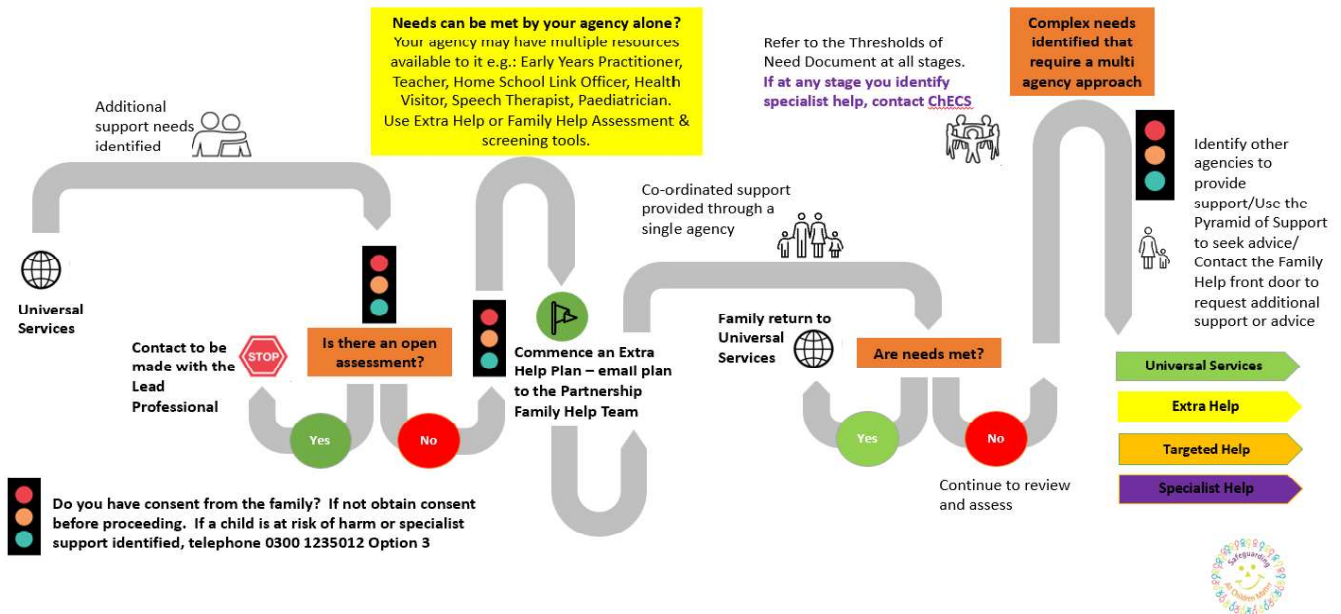 Needs can be met by your agency alone?
Your agency may have multiple resources
available to it e.g.: Early Years Practitioner,
Teacher, Home School Link Officer, Health
Visitor, Speech Therapist, Paediatrician.
Use Extra Help or Family Help Assessment &
screening tools.
Refer to the Thresholds of
Need Document at all stages.
If at any stage you identify
specialist help, contact ChECS
Complex needs
identified that
require a multi
agency approach
Additional
support needs
identified
Identify other
agencies to
provide
support/Use the
Pyramid of Support
to seek advice/
Contact the Family
Help front door to
request additional
support or advice
Co-ordinated support
provided through a
single agency
Universal
Services
Contact to be
made with the
Lead
Professional
STOP
Is there an open
assessment?
Yes
No
Commence an Extra
Help Plan – email plan
to the Partnership
Family Help Team
Family return to
Universal
Services
Are needs met?
Yes
No
Continue to review
and assess
Universal Services
Extra Help
Targeted Help
Specialist Help
Do you have consent from the family? If not obtain consent
before proceeding. If a child is at risk of harm or specialist
support identified, telephone 0300 1235012 Option 3
Safeguarding
All Children Matter